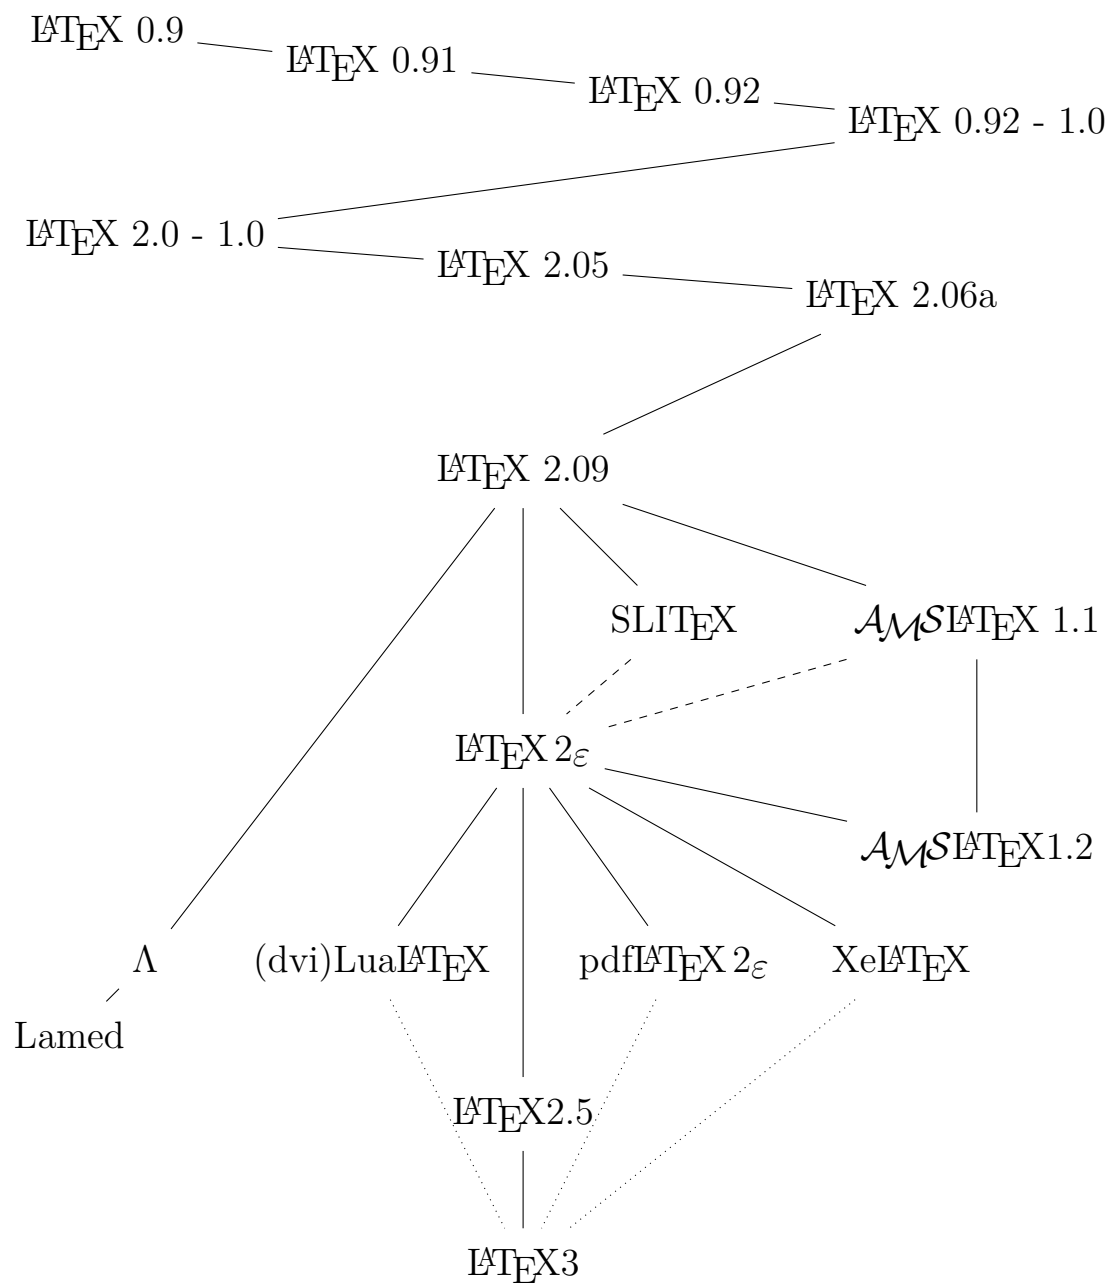 LATEX 0.9
LATEX 0.91
LATEX 0.92
LATEX 0.92 - 1.0
LATEX 2.0 - 1.0
LATEX 2.05
LATEX 2.06a
LATEX 2.09
SLITEX
AMSLATEX 1.1
LATEX 2ε
AMSLATEX1.2
Λ
(dvi)LuaLATEX
pdfLATEX 2ε
XeLATEX
Lamed
LATEX2.5
LATEX3